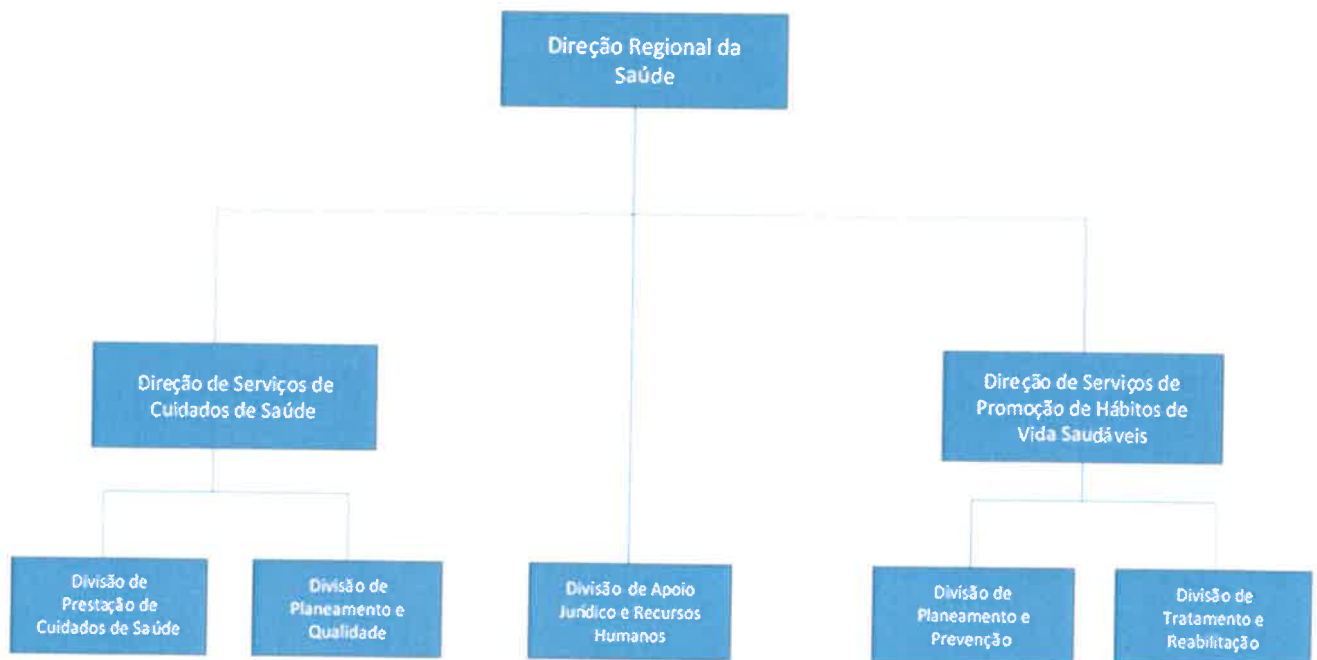 Direção Regional da
Saúde
Direção de Serviços de
Cuidados de Saúde
Direção de Serviços de
Promoção de Hábitos de
Vida Saudáveis
Divisão de
Prestação de
Cuidados de Saúde
Divisão de
Planeamento e
Qualidade
Divisão de Apoio
Jurídico e Recursos
Humanos
Divisão de
Planeamento e
Prevenção
Divisão de
Tratamento e
Reabilitação